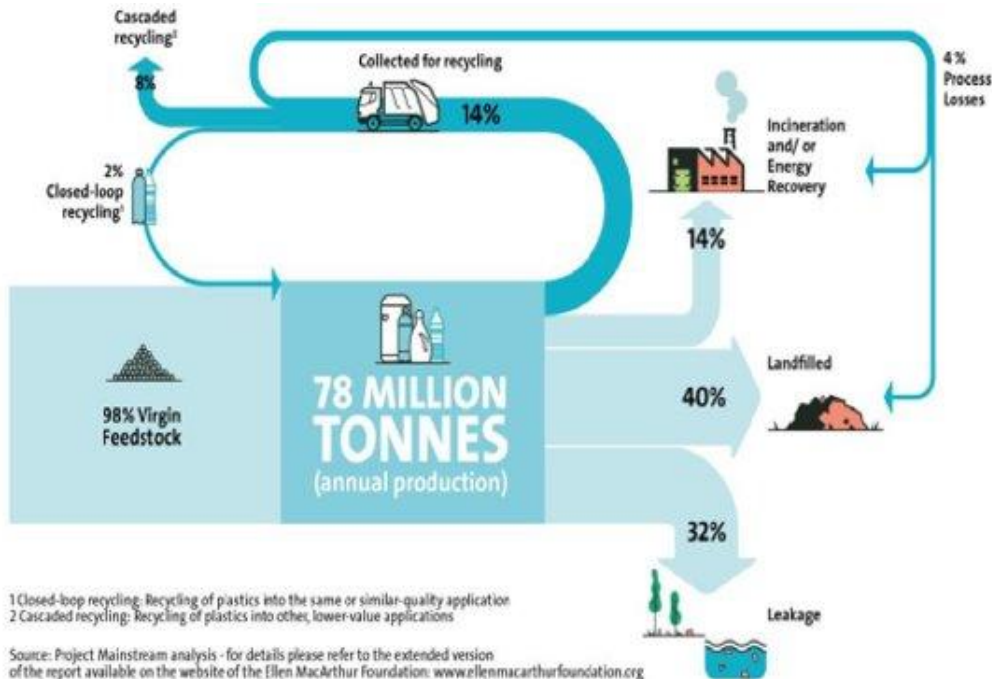 Cascaded
recycling²
8%
Collected for recycling
14%
4%
Process
Losses
Incineration
and/ or
Energy
Recovery
2%
Closed-loop
recycling¹
14%
98% Virgin
Feedstock
78 MILLION
TONNES
(annual production)
Landfilled
40%
32%
Leakage
1 Closed-loop recycling: Recycling of plastics into the same or similar-quality application
2 Cascaded recycling: Recycling of plastics into other, lower-value applications
Source: Project Mainstream analysis - for details please refer to the extended version
of the report available on the website of the Ellen MacArthur Foundation: www.ellenmacarthurfoundation.org